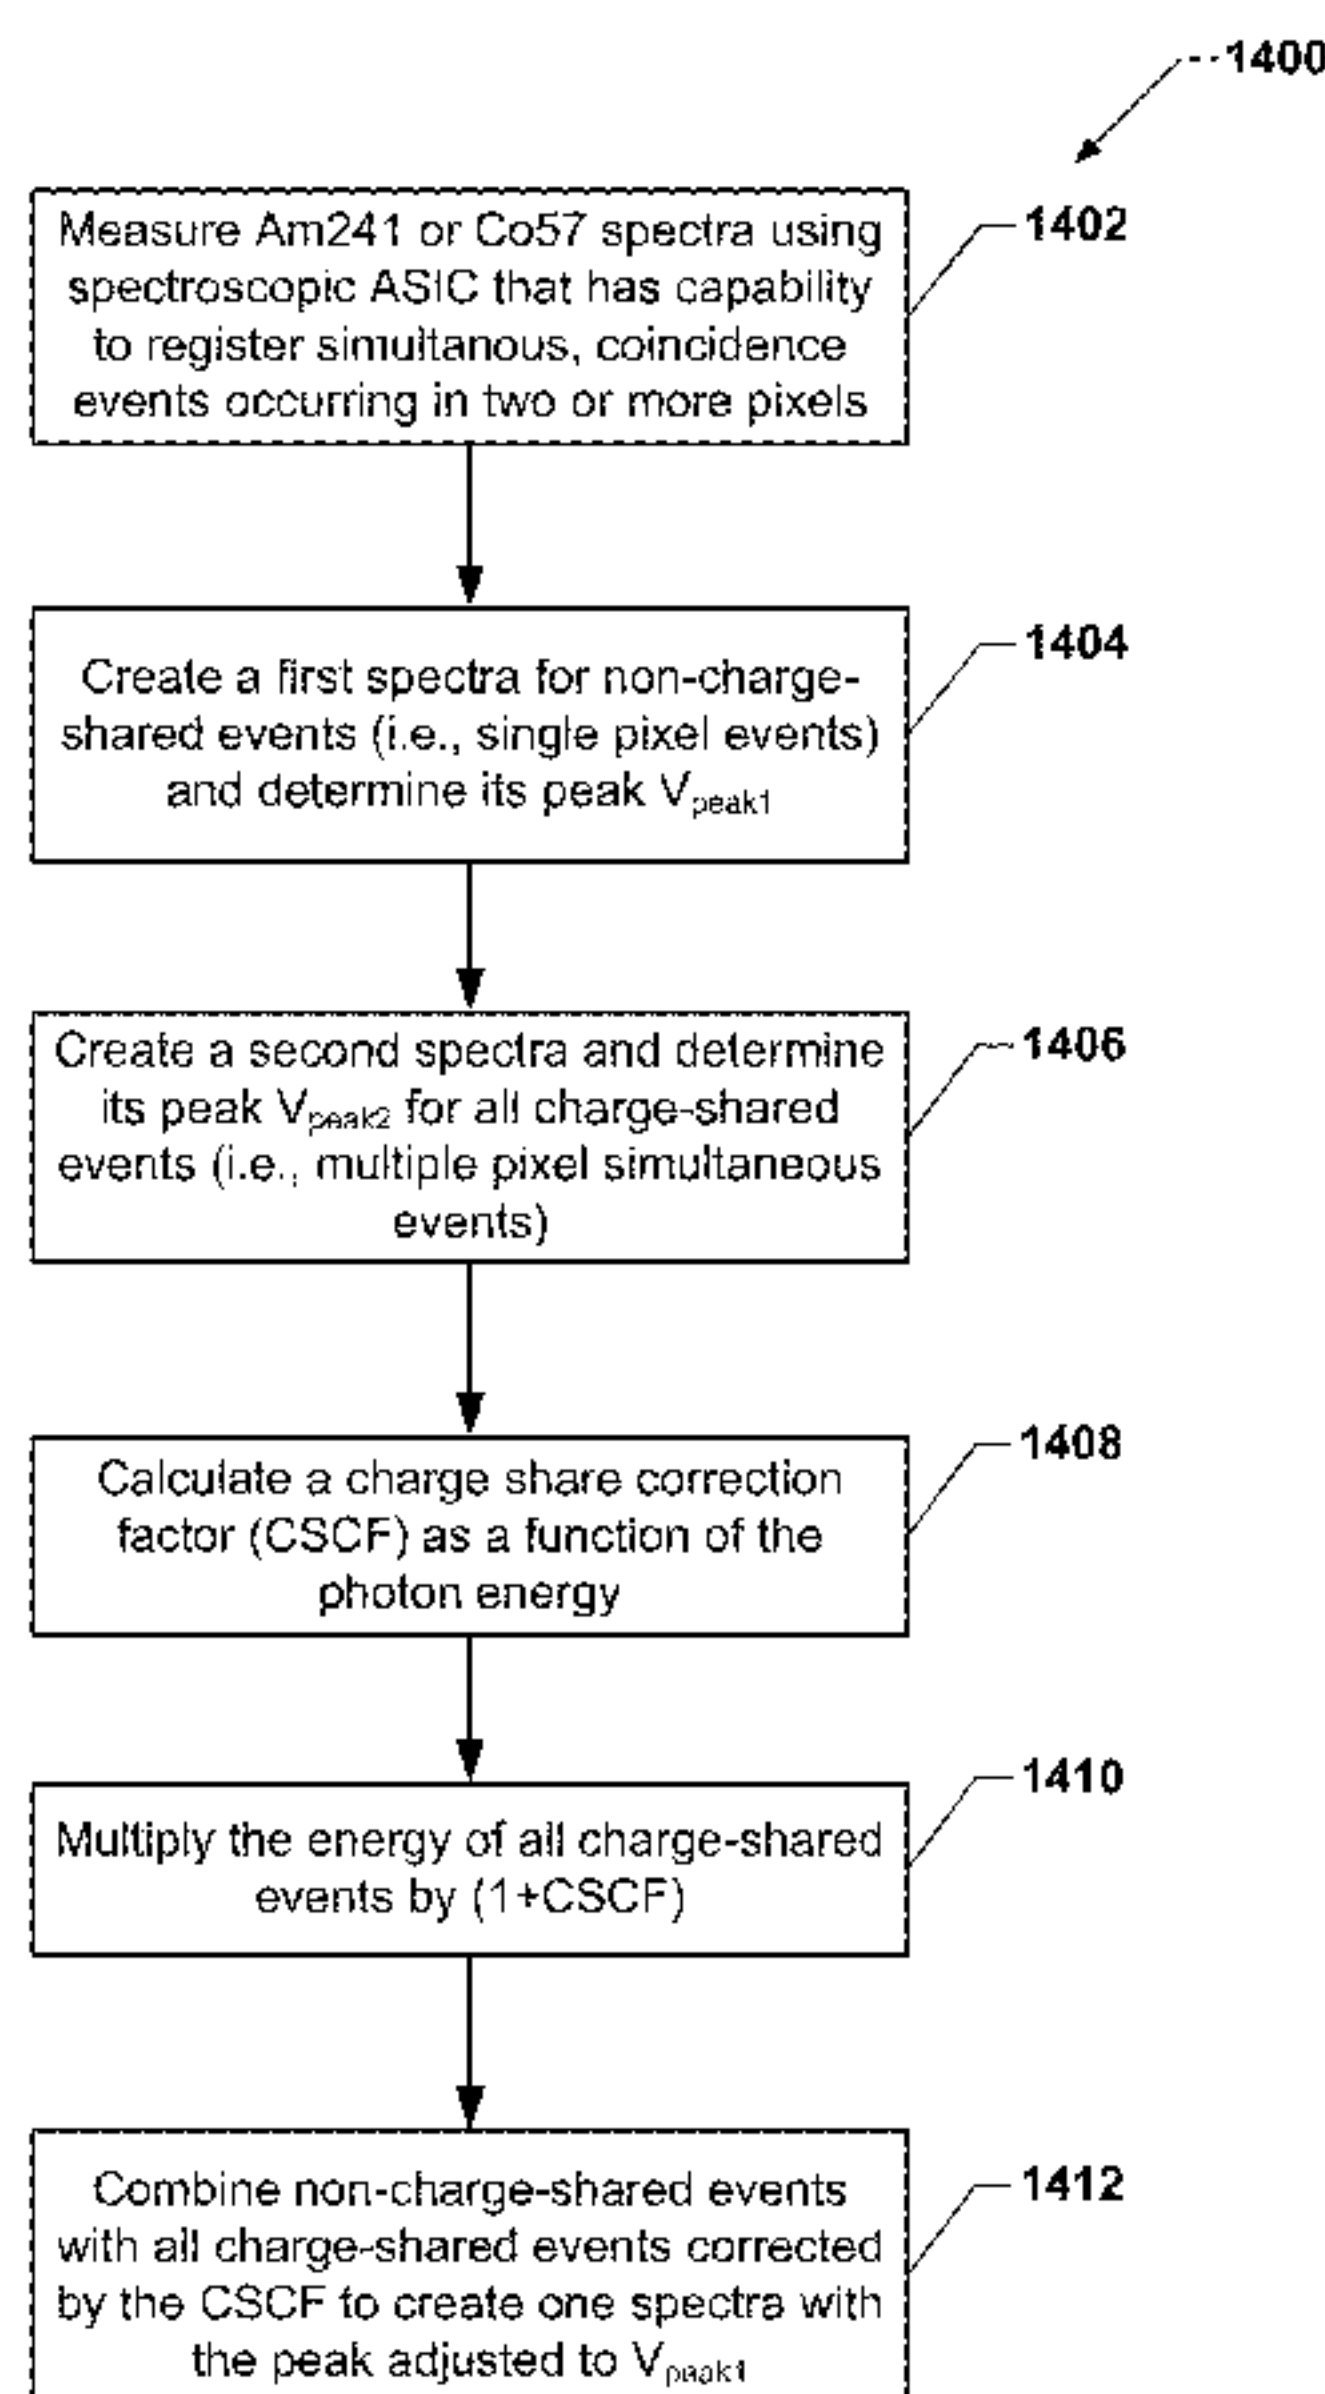 1400
Measure Am241 or Co57 spectra using
spectroscopic ASIC that has capability
to register simultanous, coincidence
events occurring in two or more pixels
1402
Create a first spectra for non-charge-
shared events (i.e., single pixel events)
and determine its peak Vpeak1
1404
Create a second spectra and determine
its peak Vpeak2 for all charge-shared
events (i.e., multiple pixel simultaneous
events)
1406
Calculate a charge share correction
factor (CSCF) as a function of the
photon energy
1408
Multiply the energy of all charge-shared
events by (1+CSCF)
1410
Combine non-charge-shared events
with all charge-shared events corrected
by the CSCF to create one spectra with
the peak adjusted to Vpeak1
1412